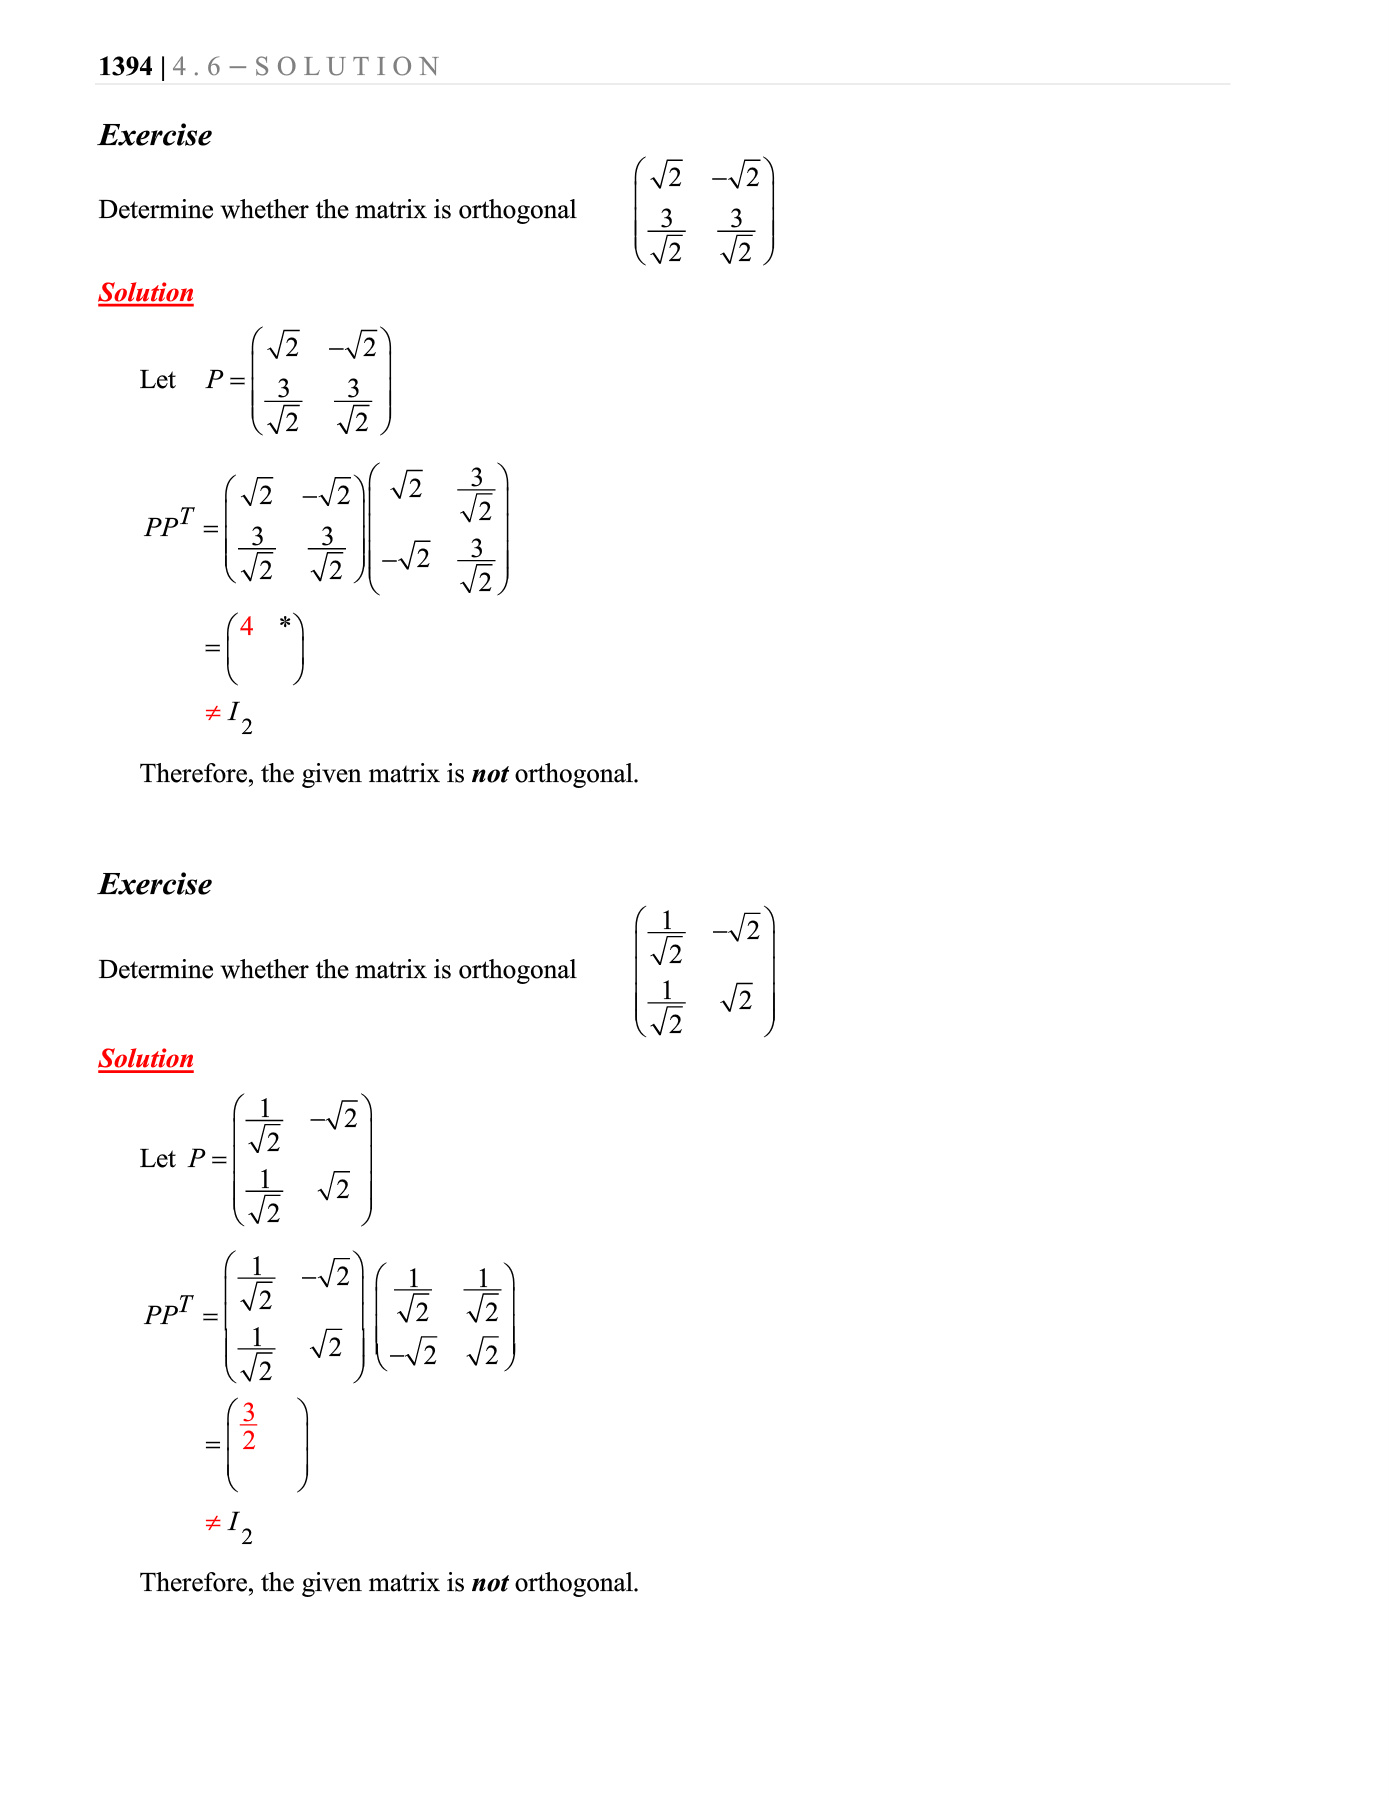 1394 | 4 . 6 – S O L U T I O N
Exercise
Determine whether the matrix is orthogonal $\begin{pmatrix} \sqrt{2} & -\sqrt{2} \\ \frac{3}{\sqrt{2}} & \frac{3}{\sqrt{2}} \end{pmatrix}$
Solution
Let $P = \begin{pmatrix} \sqrt{2} & -\sqrt{2} \\ \frac{3}{\sqrt{2}} & \frac{3}{\sqrt{2}} \end{pmatrix}$
$PP^T = \begin{pmatrix} \sqrt{2} & -\sqrt{2} \\ \frac{3}{\sqrt{2}} & \frac{3}{\sqrt{2}} \end{pmatrix} \begin{pmatrix} \sqrt{2} & \frac{3}{\sqrt{2}} \\ -\sqrt{2} & \frac{3}{\sqrt{2}} \end{pmatrix}$
$= \begin{pmatrix} 4 & * \\ & \end{pmatrix}$
$\neq I_2$
Therefore, the given matrix is not orthogonal.
Exercise
Determine whether the matrix is orthogonal $\begin{pmatrix} \frac{1}{\sqrt{2}} & -\sqrt{2} \\ \frac{1}{\sqrt{2}} & \sqrt{2} \end{pmatrix}$
Solution
Let $P = \begin{pmatrix} \frac{1}{\sqrt{2}} & -\sqrt{2} \\ \frac{1}{\sqrt{2}} & \sqrt{2} \end{pmatrix}$
$PP^T = \begin{pmatrix} \frac{1}{\sqrt{2}} & -\sqrt{2} \\ \frac{1}{\sqrt{2}} & \sqrt{2} \end{pmatrix} \begin{pmatrix} \frac{1}{\sqrt{2}} & \frac{1}{\sqrt{2}} \\ -\sqrt{2} & \sqrt{2} \end{pmatrix}$
$= \begin{pmatrix} \frac{3}{2} & \\ & \end{pmatrix}$
$\neq I_2$
Therefore, the given matrix is not orthogonal.